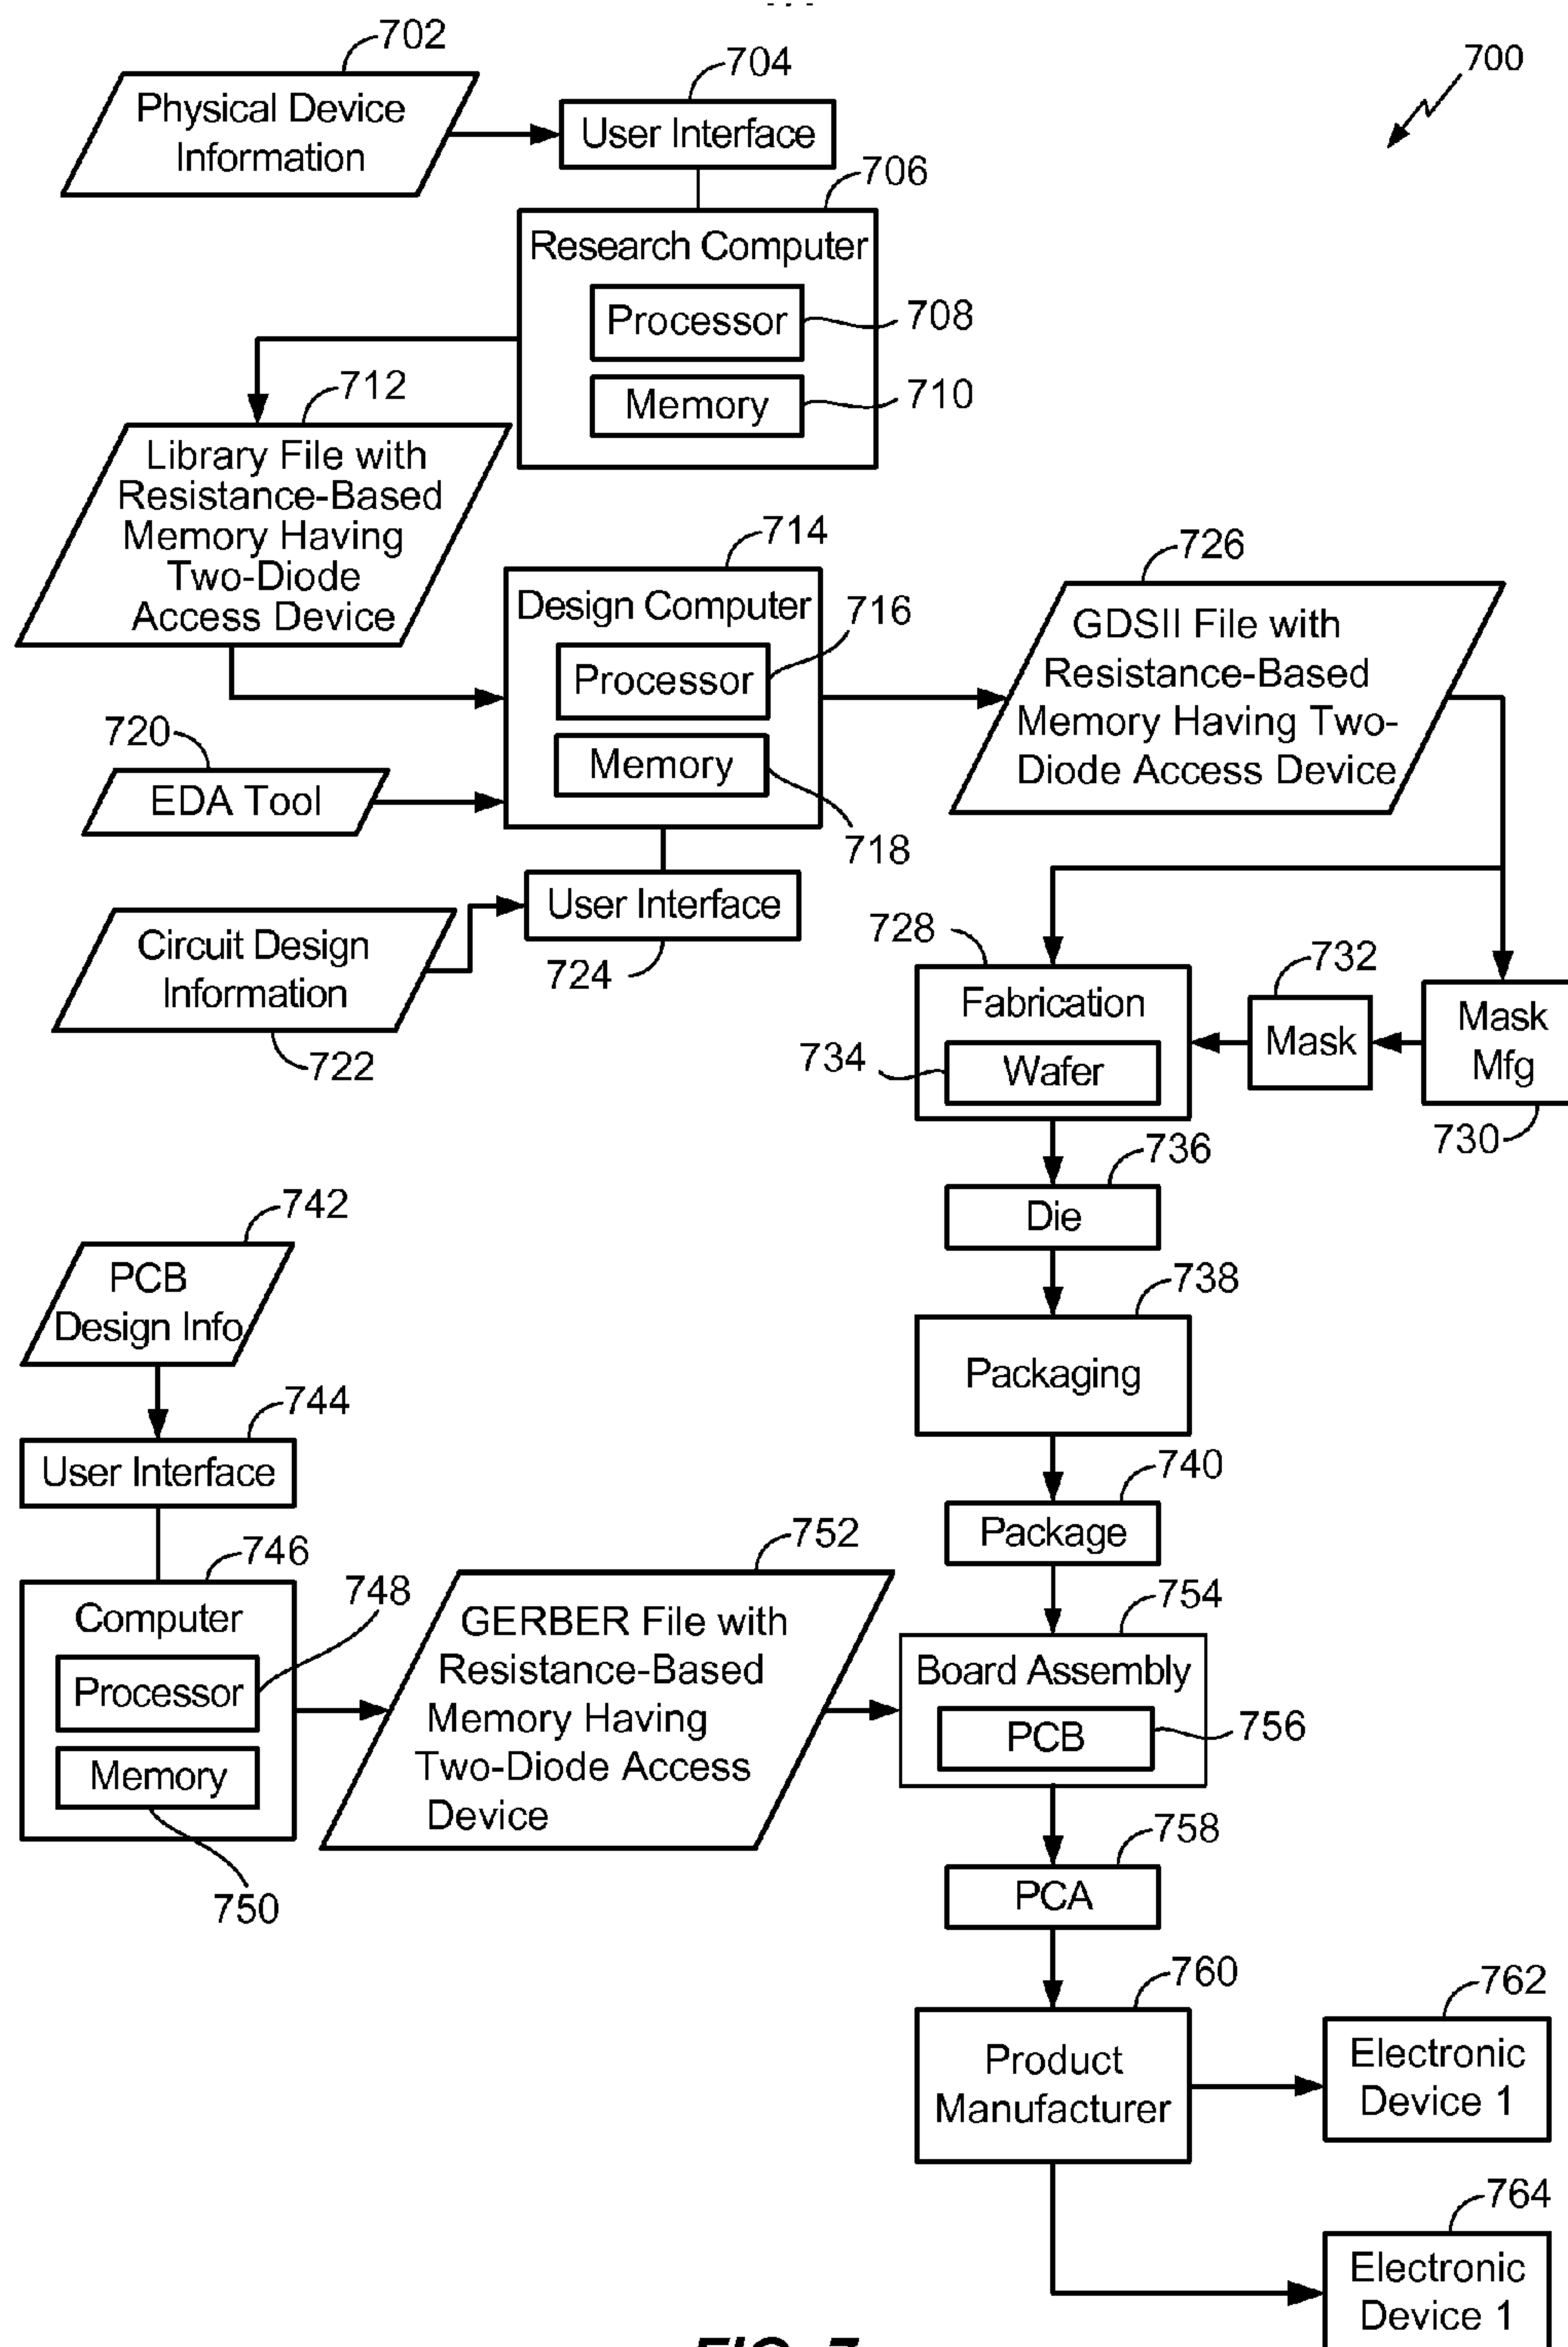 702
704
700
Physical Device
Information
User Interface
706
Research Computer
Processor
708
712
Memory
710
Library File with
Resistance-Based
Memory Having
Two-Diode
Access Device
714
726
Design Computer
716
GDSII File with
Resistance-Based
Memory Having Two-
Diode Access Device
Processor
720
Memory
EDA Tool
718
User Interface
724
Circuit Design
Information
722
728
732
Fabrication
Mask
Mask
Mfg
734
Wafer
730
736
Die
742
PCB
Design Info
738
Packaging
744
User Interface
740
Package
746
748
752
754
Computer
Processor
Memory
750
GERBER File with
Resistance-Based
Memory Having
Two-Diode Access
Device
Board Assembly
PCB
756
758
PCA
760
762
Product
Manufacturer
Electronic
Device 1
764
Electronic
Device 1